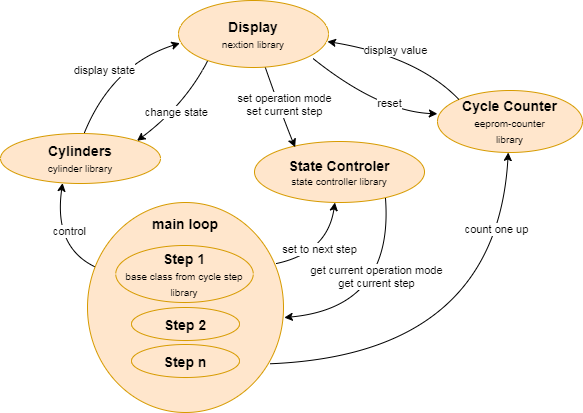 Display
nextion library
display value
display state
set operation mode
set current step
reset
change state
Cycle Counter
eeprom-counter
library
Cylinders
cylinder library
State Controler
state controller library
main loop
control
count one up
set to next step
Step 1
base class from cycle step
library
get current operation mode
get current step
Step 2
Step n